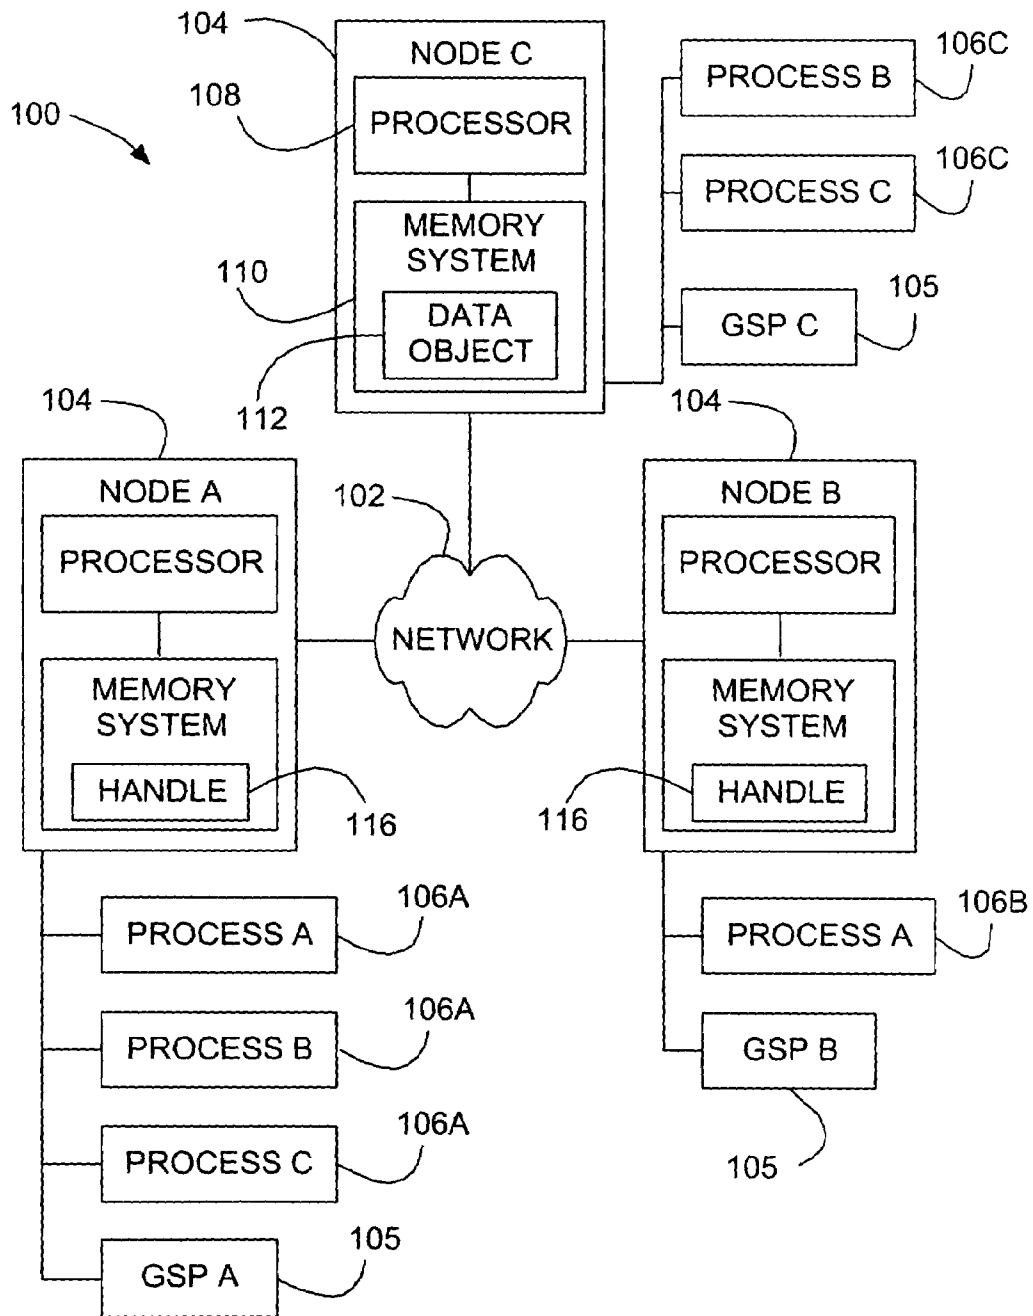 104
NODE C
108
PROCESSOR
100
MEMORY
SYSTEM
110
DATA
OBJECT
112
PROCESS B
106C
PROCESS C
106C
GSP C
105
104
NODE A
PROCESSOR
MEMORY
SYSTEM
HANDLE
116
102
NETWORK
104
NODE B
PROCESSOR
MEMORY
SYSTEM
HANDLE
116
PROCESS A
106A
PROCESS B
106A
PROCESS C
106A
GSP A
105
PROCESS A
106B
GSP B
105